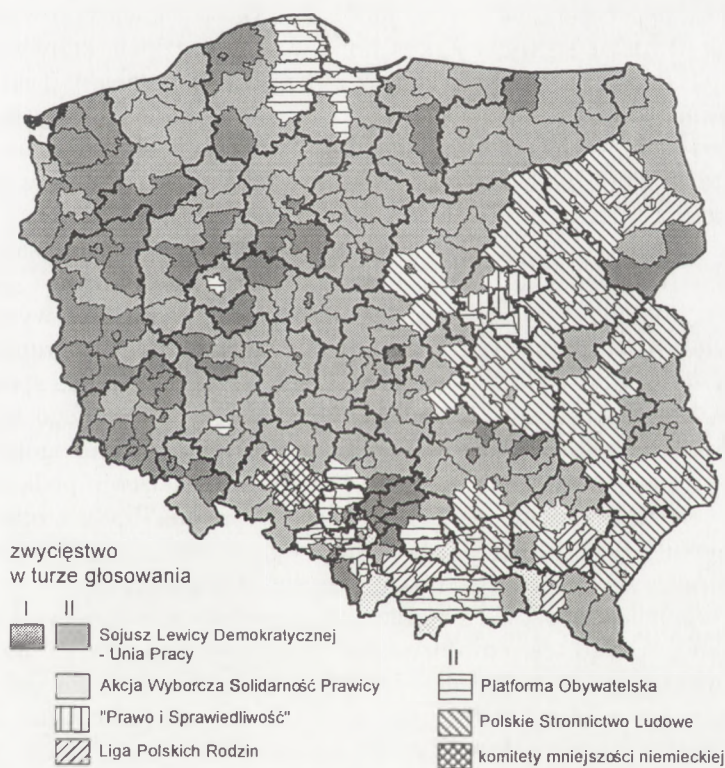 zwycięstwo
w turze głosowania
I II
Sojusz Lewicy Demokratycznej
- Unia Pracy
Akcja Wyborcza Solidarność Prawicy
"Prawo i Sprawiedliwość"
Liga Polskich Rodzin
II
Platforma Obywatelska
Polskie Stronnictwo Ludowe
komitety mniejszości niemieckiej